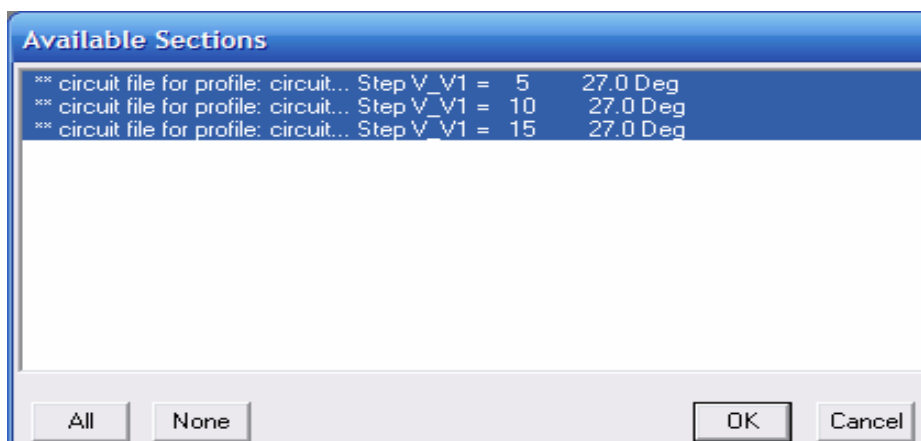 Available Sections
** circuit file for profile: circuit... Step V_V1 = 5 27.0 Deg
** circuit file for profile: circuit... Step V_V1 = 10 27.0 Deg
** circuit file for profile: circuit... Step V_V1 = 15 27.0 Deg
All None OK Cancel